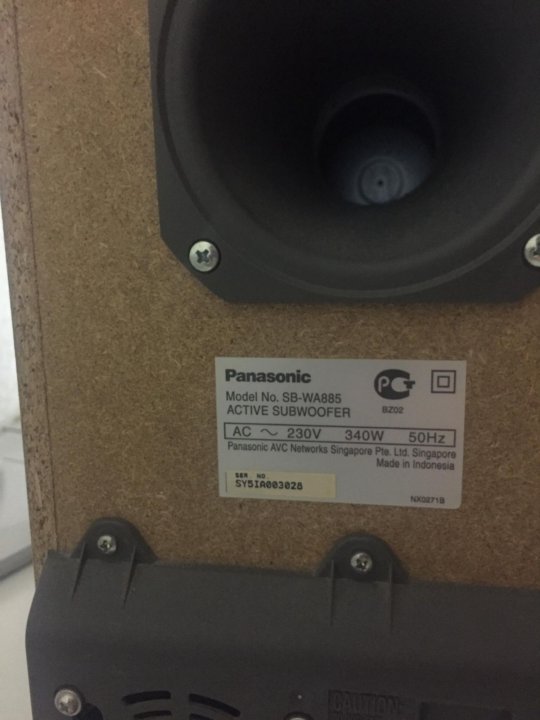 Panasonic
Model No. SB-WA885
ACTIVE SUBWOOFER
BZ02
AC ~ 230V 340W 50Hz
Panasonic AVC Networks Singapore Pte. Ltd. Singapore
Made in Indonesia
SER NO.
SY5IA003028
NX0271B
CAUTION